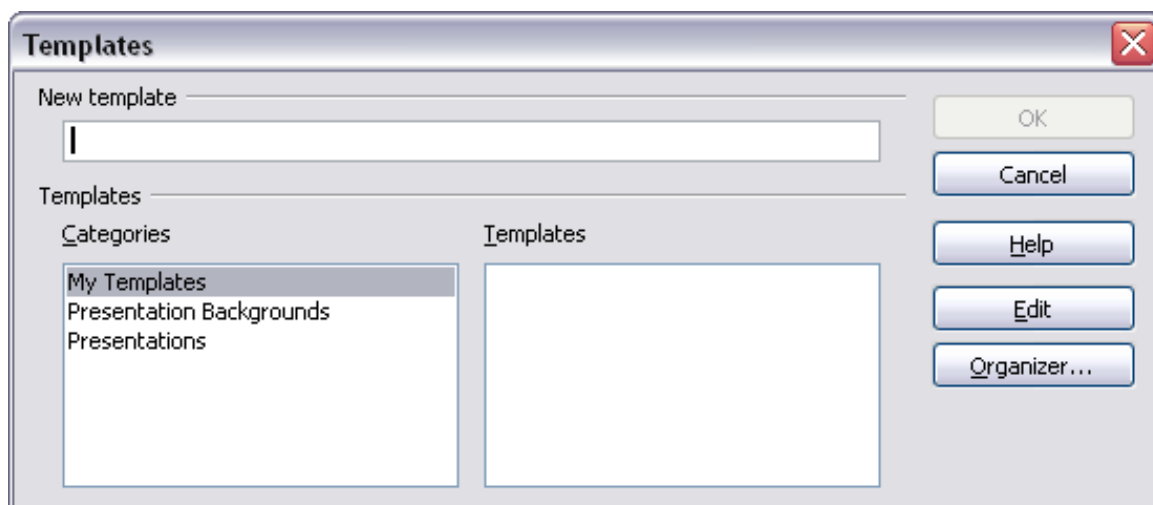 Templates
New template
OK
Cancel
Templates
Categories
Templates
Help
My Templates
Presentation Backgrounds
Presentations
Edit
Organizer...